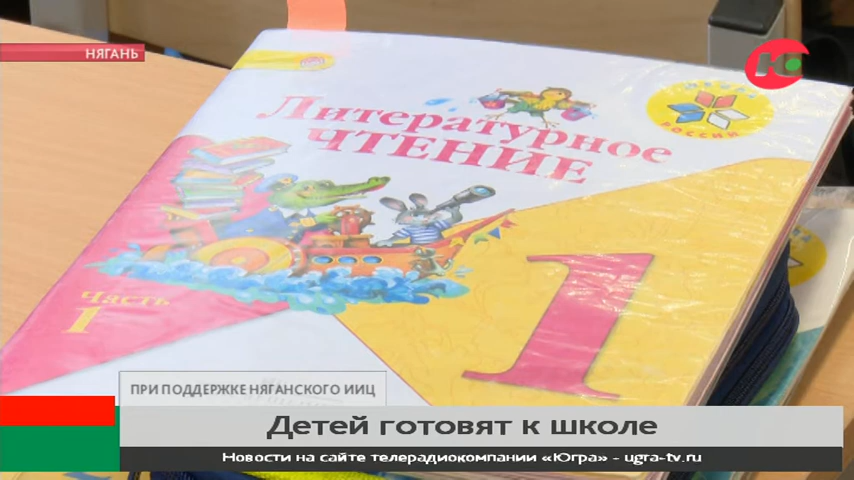 НЯГАНЬ
Ю
Литературное
ЧТЕНИЕ
РОССИИ
1
Часть
1
ПРИ ПОДДЕРЖКЕ НЯГАНСКОГО ИИЦ
Детей готовят к школе
Новости на сайте телерадиокомпании «Югра» - ugra-tv.ru